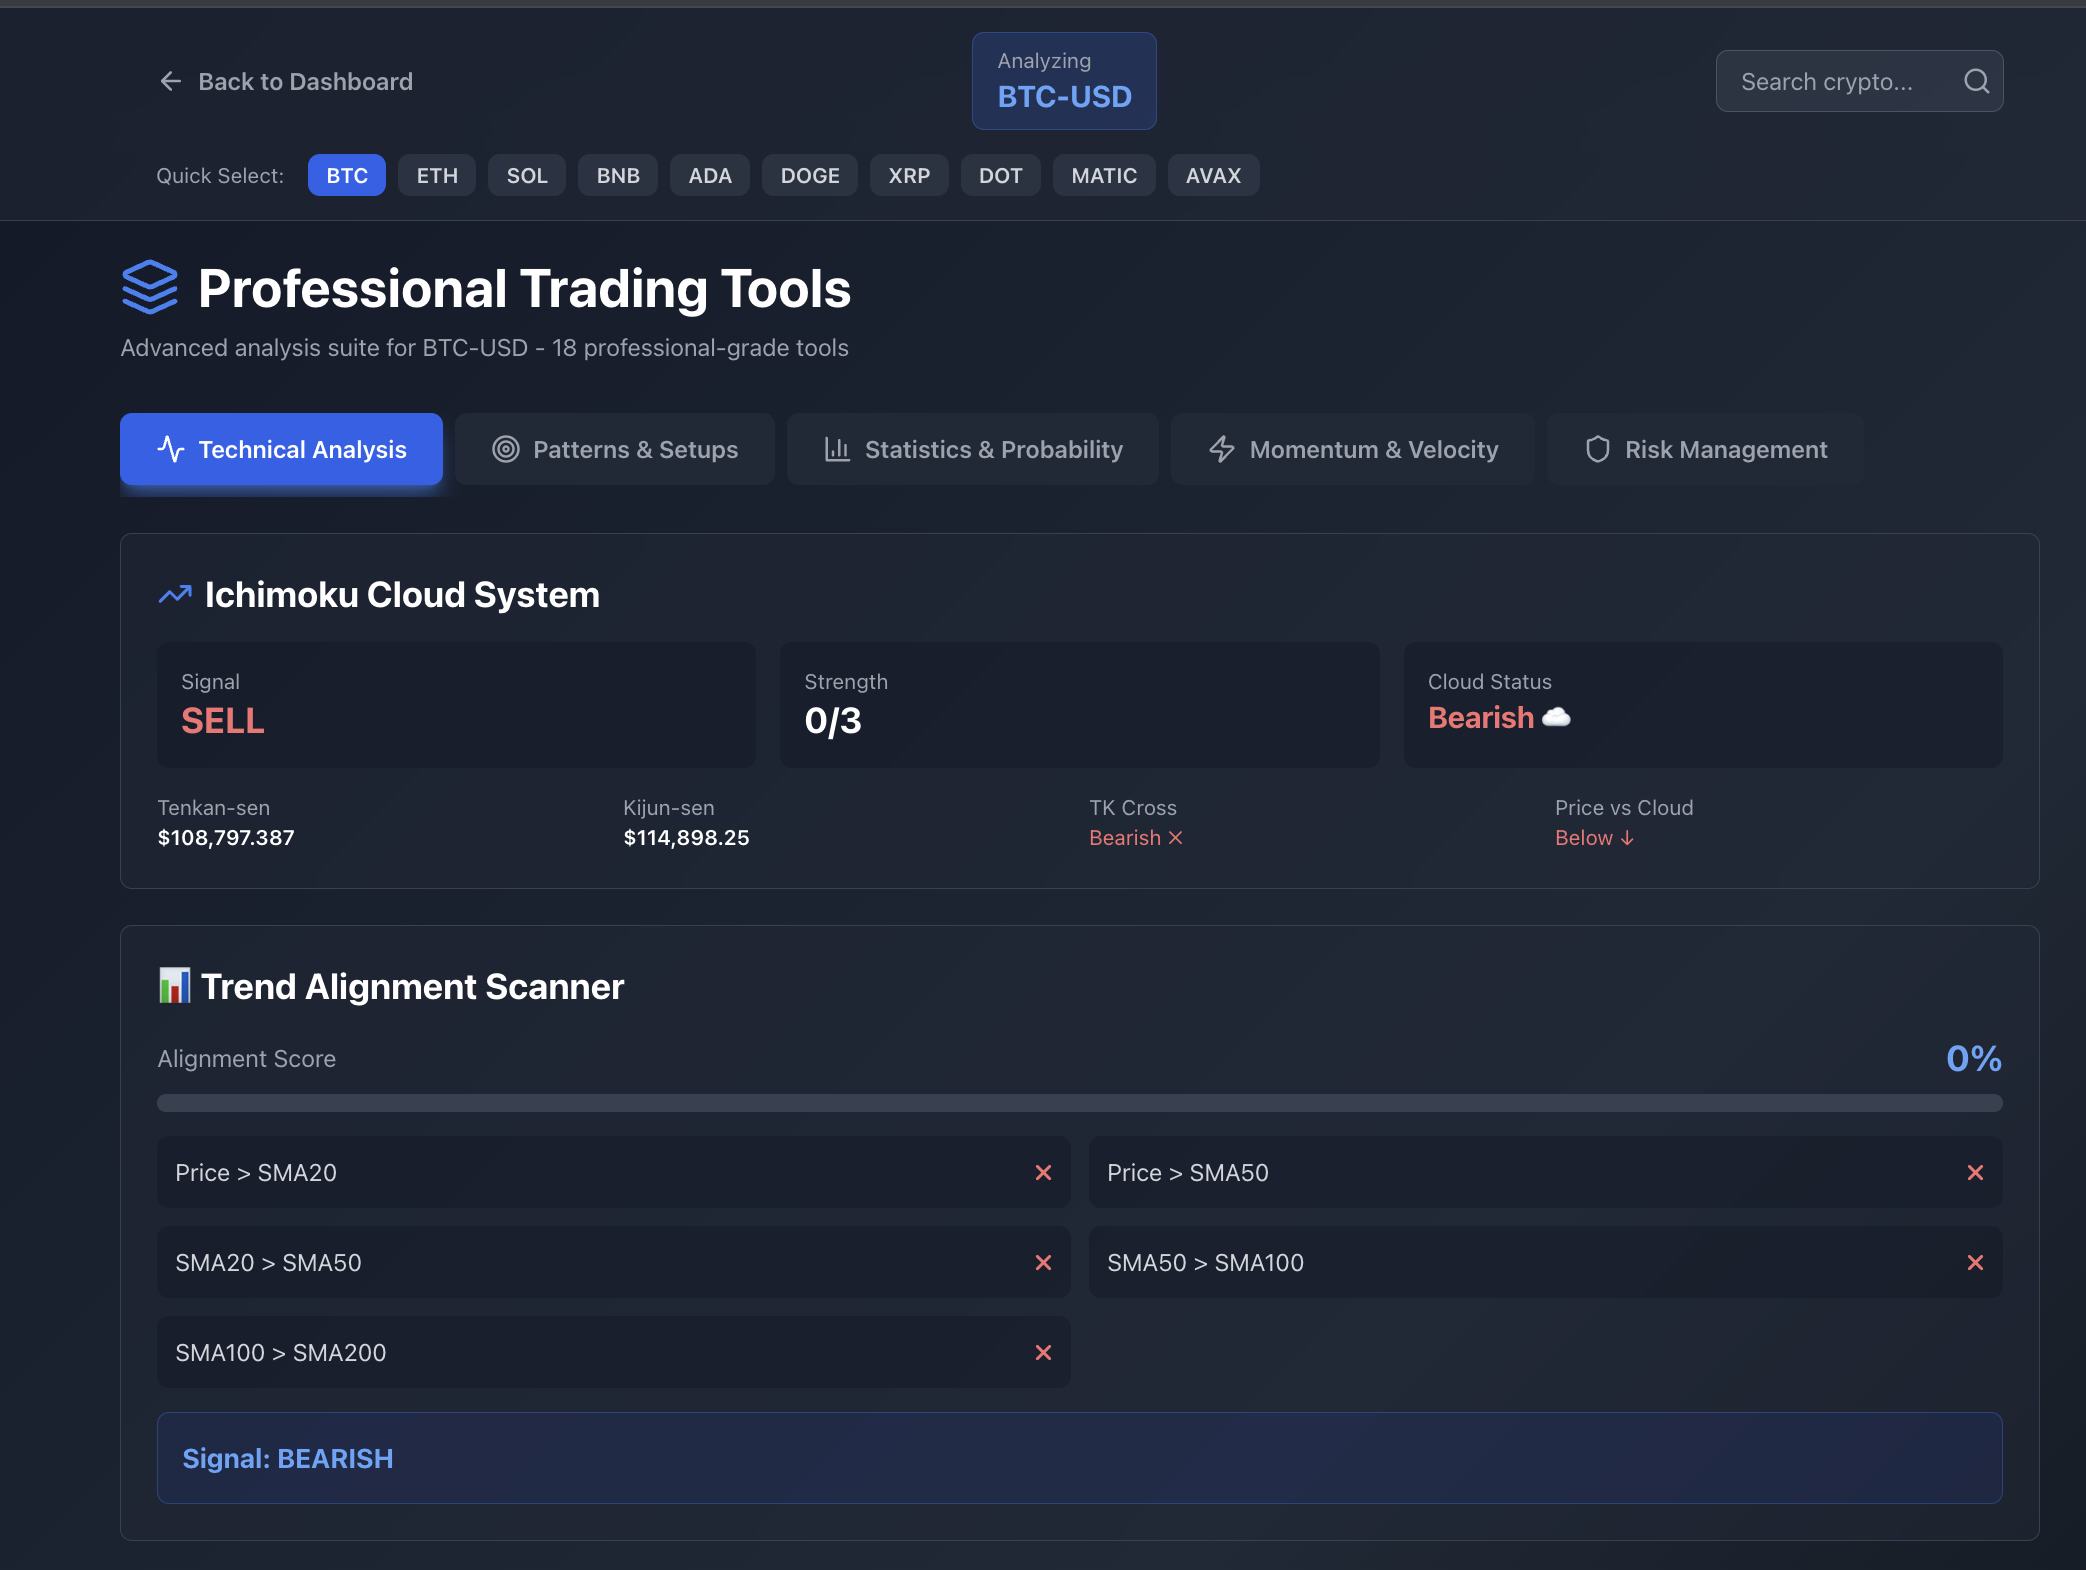 Back to Dashboard
Analyzing
BTC-USD
Search crypto...
Quick Select: BTC ETH SOL BNB ADA DOGE XRP DOT MATIC AVAX
Professional Trading Tools
Advanced analysis suite for BTC-USD - 18 professional-grade tools
Technical Analysis Patterns & Setups Statistics & Probability Momentum & Velocity Risk Management
Ichimoku Cloud System
Signal
SELL
Strength
0/3
Cloud Status
Bearish
Tenkan-sen
$108,797.387
Kijun-sen
$114,898.25
TK Cross
Bearish ✕
Price vs Cloud
Below ↓
Trend Alignment Scanner
Alignment Score 0%
Price > SMA20 ✕
Price > SMA50 ✕
SMA20 > SMA50 ✕
SMA50 > SMA100 ✕
SMA100 > SMA200 ✕
Signal: BEARISH